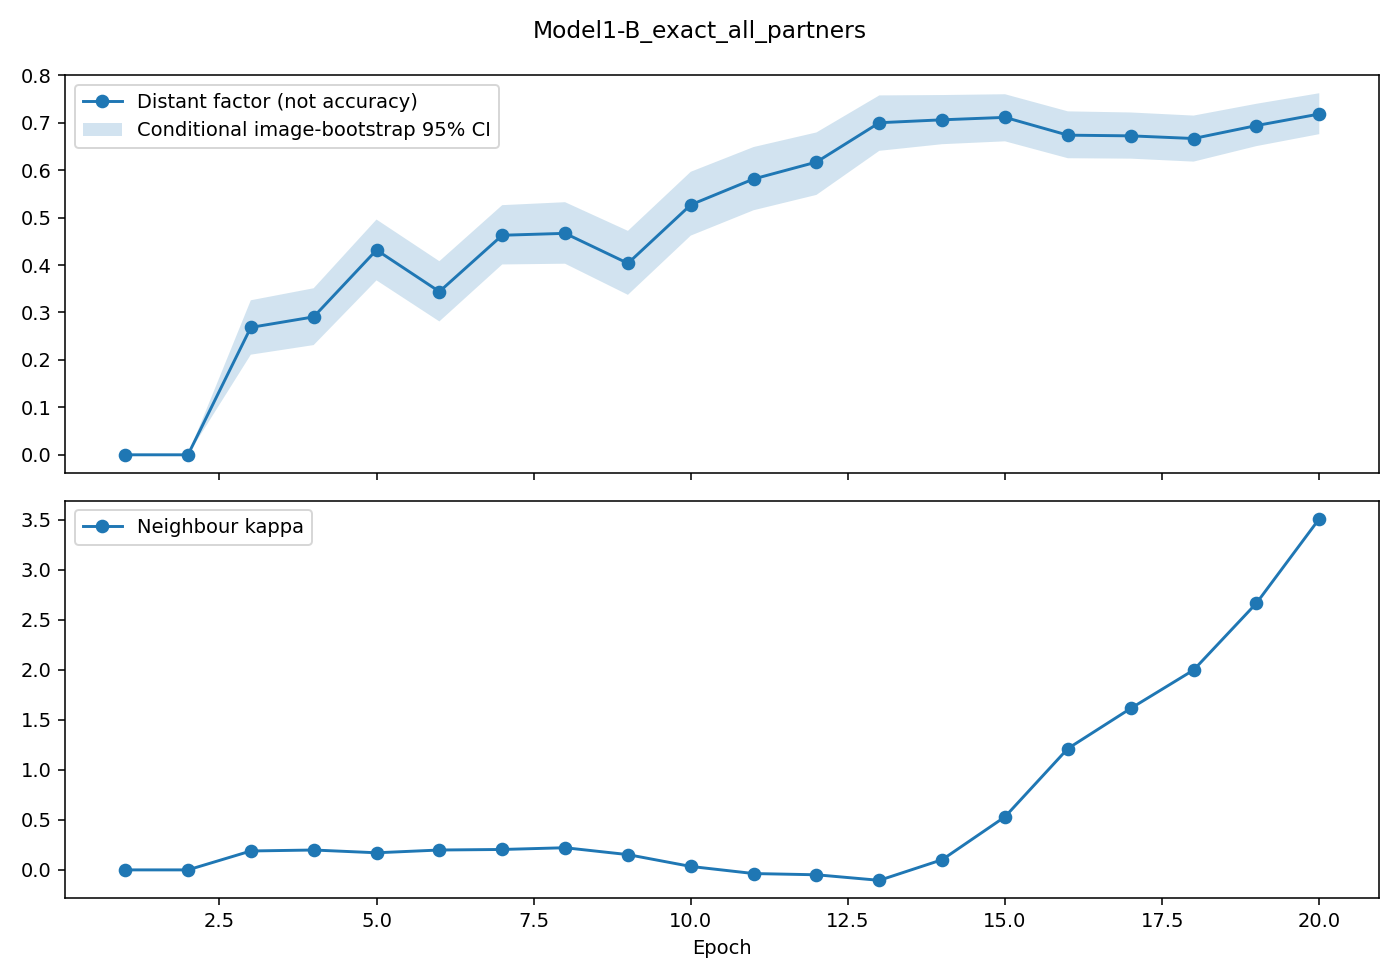 Model1-B_exact_all_partners
0.8
Distant factor (not accuracy)
Conditional image-bootstrap 95% CI
0.7
0.6
0.5
0.4
0.3
0.2
0.1
0.0
Neighbour kappa
3.5
3.0
2.5
2.0
1.5
1.0
0.5
0.0
2.5 5.0 7.5 10.0 12.5 15.0 17.5 20.0
Epoch